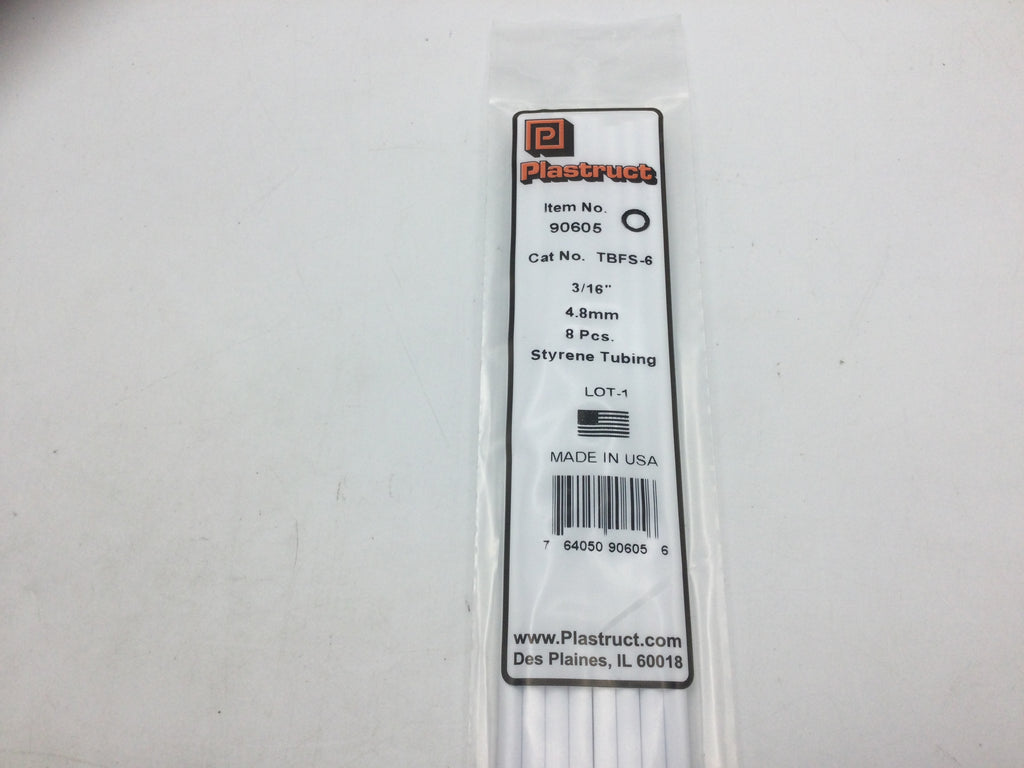 P
Plastruct
Item No.
90605
Cat No. TBFS-6
3/16"
4.8mm
8 Pcs.
Styrene Tubing
LOT-1
MADE IN USA
7 64050 90605 6
www.Plastruct.com
Des Plaines, IL 60018